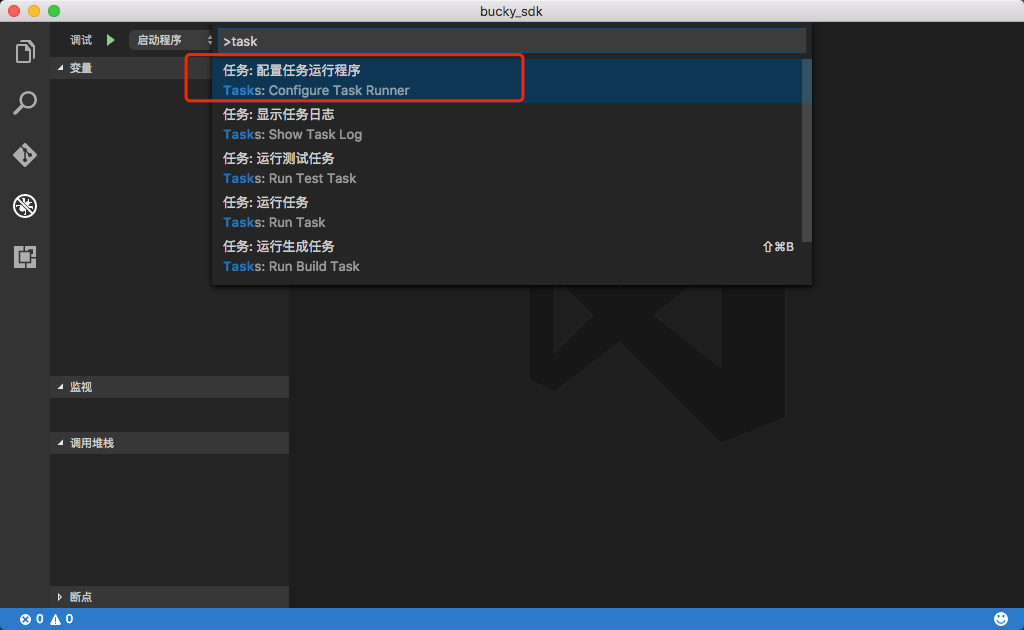 bucky_sdk
调试
启动程序
>task
变量
任务: 配置任务运行程序
Tasks: Configure Task Runner
任务: 显示任务日志
Tasks: Show Task Log
任务: 运行测试任务
Tasks: Run Test Task
任务: 运行任务
Tasks: Run Task
任务: 运行生成任务
⇧⌘B
Tasks: Run Build Task
监视
调用堆栈
断点
0 0